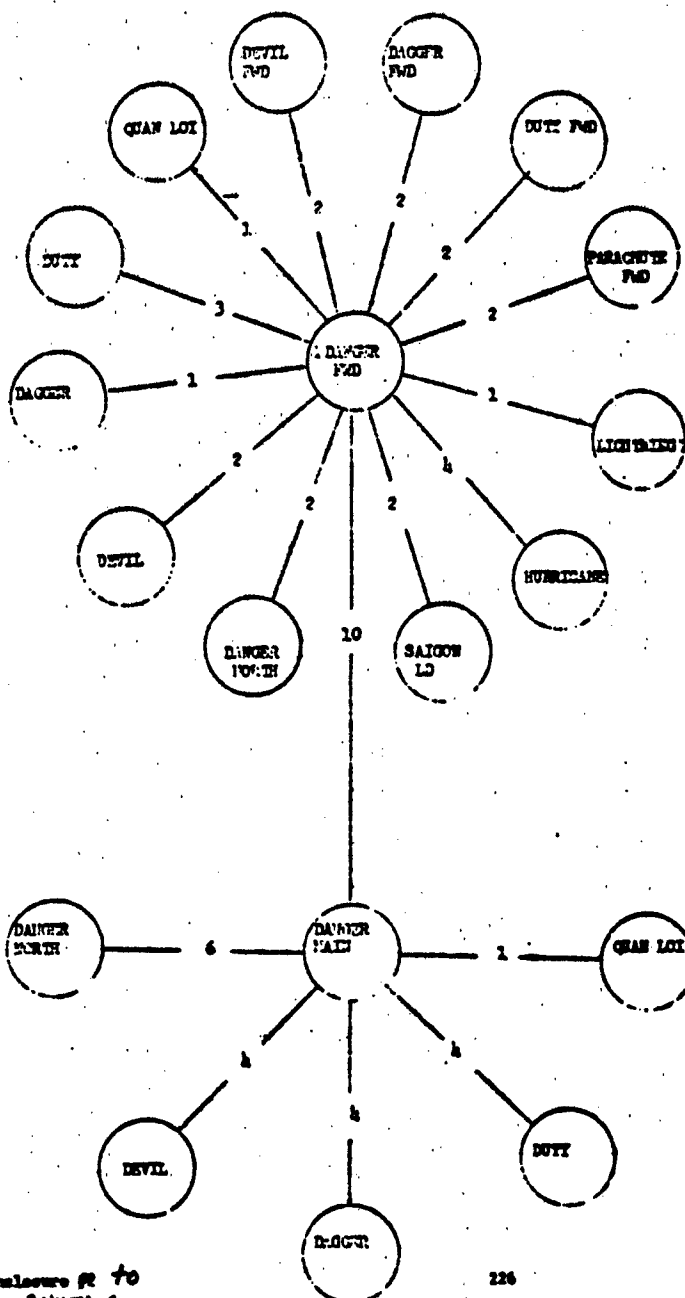 DEVIL
FWD
DAGGER
FWD
QUAN LOI
DUTY FWD
2
2
1
2
DUTY
PARACHUTE
FWD
3
2
DANGER
FWD
DAGGER
1
1
LIGHTNING
2
4
DEVIL
2
2
HURRICANE
DANGER
NORTH
10
SAIGON
LD
DANGER
NORTH
6
DANGER
MAIN
1
QUAN LOI
4
4
4
DEVIL
DUTY
DAGGER
to
226